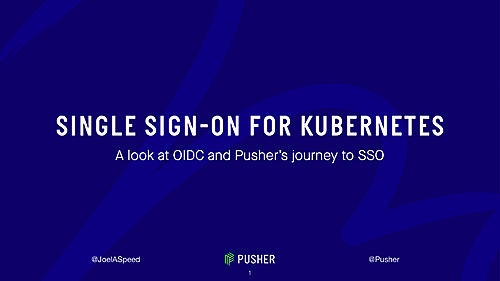 SINGLE SIGN-ON FOR KUBERNETES
A look at OIDC and Pusher's journey to SSO
@JoelASpeed
PUSHER
@Pusher
1